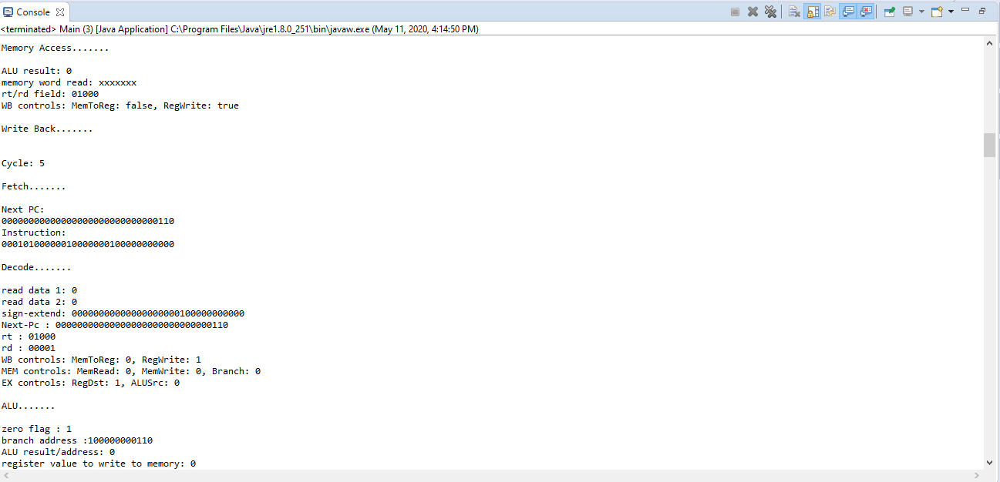 Console
<terminated> Main (3) [Java Application] C:\Program Files\Java\jre1.8.0_251\bin\javaw.exe (May 11, 2020, 4:14:50 PM)
Memory Access.......
ALU result: 0
memory word read: xxxxxxx
rt/rd field: 01000
WB controls: MemToReg: false, RegWrite: true
Write Back.......
Cycle: 5
Fetch.......
Next PC:
00000000000000000000000000000110
Instruction:
00010100000010000000100000000000
Decode.......
read data 1: 0
read data 2: 0
sign-extend: 00000000000000000000100000000000
Next-Pc : 00000000000000000000000000000110
rt : 01000
rd : 00001
WB controls: MemToReg: 0, RegWrite: 1
MEM controls: MemRead: 0, MemWrite: 0, Branch: 0
EX controls: RegDst: 1, ALUSrc: 0
ALU.......
zero flag : 1
branch address :100000000110
ALU result/address: 0
register value to write to memory: 0